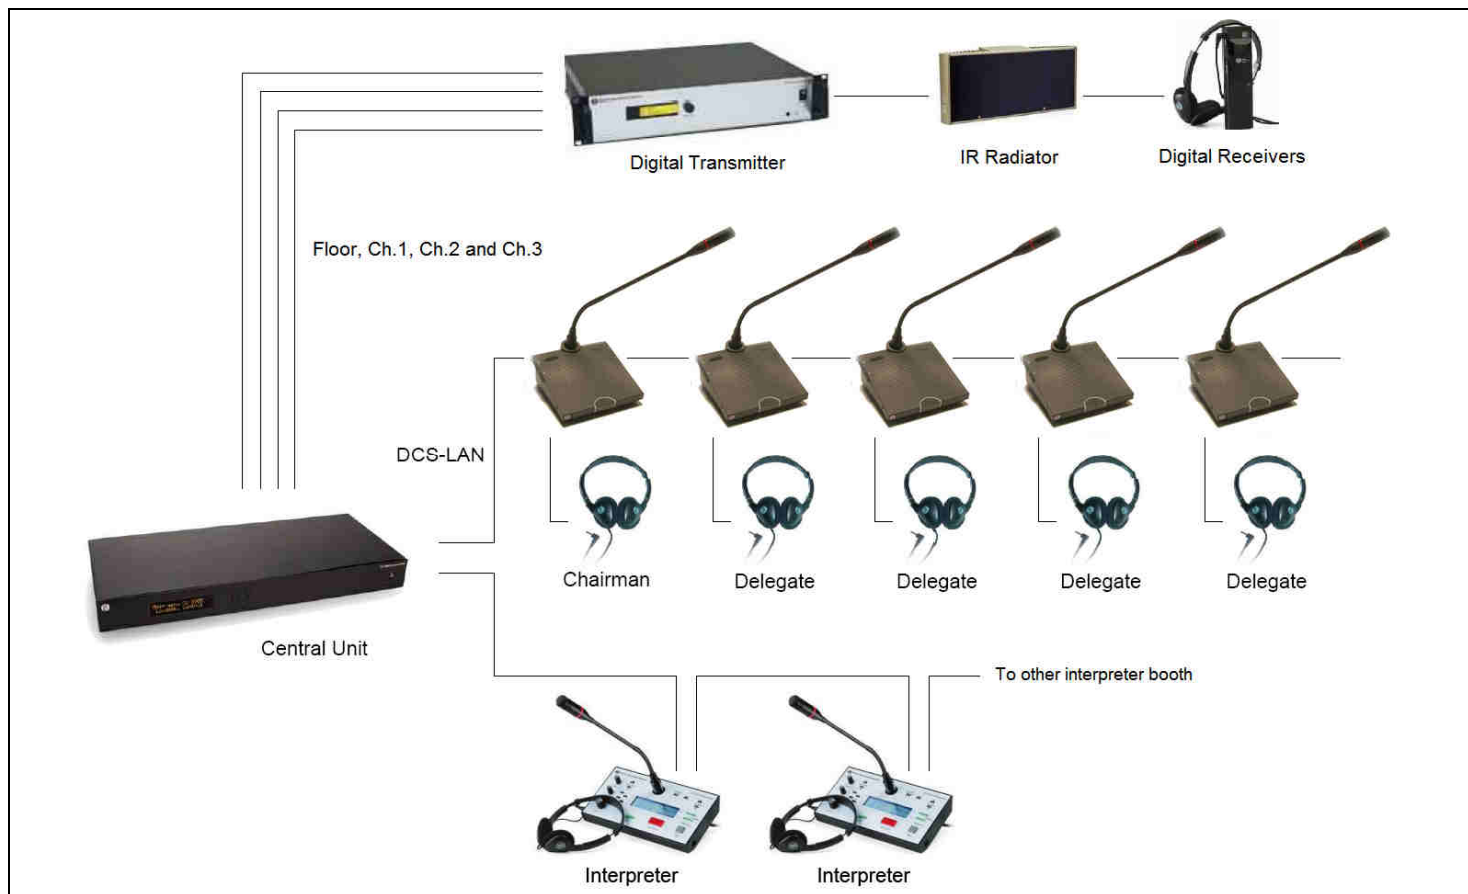 Digital Transmitter
IR Radiator
Digital Receivers
Floor, Ch.1, Ch.2 and Ch.3
DCS-LAN
Chairman
Delegate
Delegate
Delegate
Delegate
Central Unit
To other interpreter booth
Interpreter
Interpreter